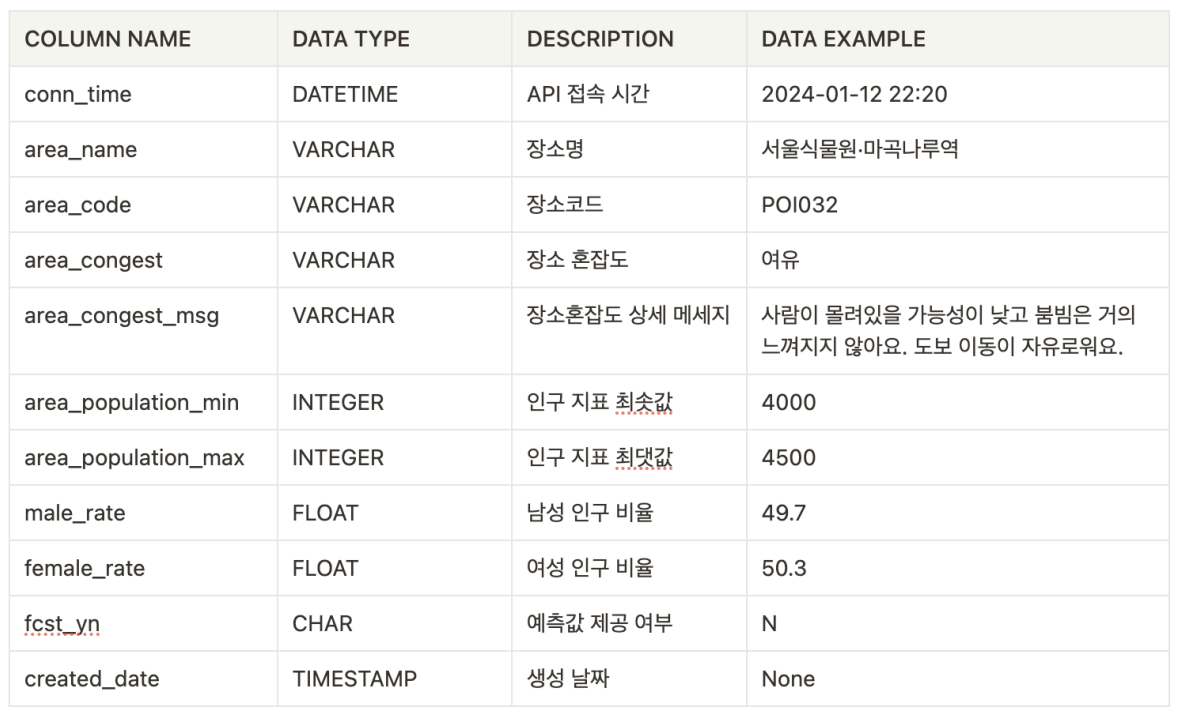 COLUMN NAME DATA TYPE DESCRIPTION DATA EXAMPLE
conn_time DATETIME API 접속 시간 2024-01-12 22:20
area_name VARCHAR 장소명 서울식물원·마곡나루역
area_code VARCHAR 장소코드 POI032
area_congest VARCHAR 장소 혼잡도 여유
area_congest_msg VARCHAR 장소혼잡도 상세 메세지 사람이 몰려있을 가능성이 낮고 붐빔은 거의
느껴지지 않아요. 도보 이동이 자유로워요.
area_population_min INTEGER 인구 지표 최솟값 4000
area_population_max INTEGER 인구 지표 최댓값 4500
male_rate FLOAT 남성 인구 비율 49.7
female_rate FLOAT 여성 인구 비율 50.3
fcst_yn CHAR 예측값 제공 여부 N
created_date TIMESTAMP 생성 날짜 None